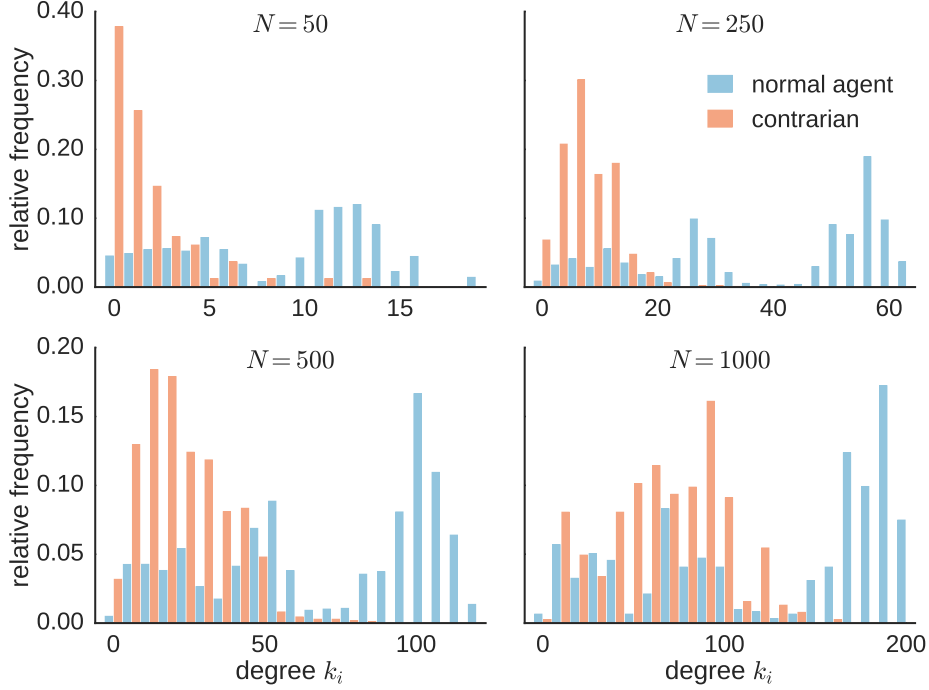 N = 50
relative frequency
0.40
0.30
0.20
0.10
0.00
0 5 10 15
N = 250
normal agent
contrarian
0 20 40 60
N = 500
relative frequency
0.20
0.15
0.10
0.05
0.00
0 50 100
degree k_i
N = 1000
0 100 200
degree k_i